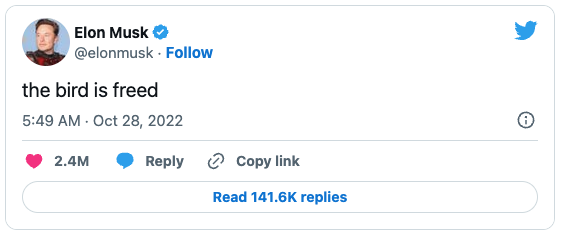 Elon Musk
@elonmusk · Follow
the bird is freed
5:49 AM · Oct 28, 2022
2.4M Reply Copy link
Read 141.6K replies